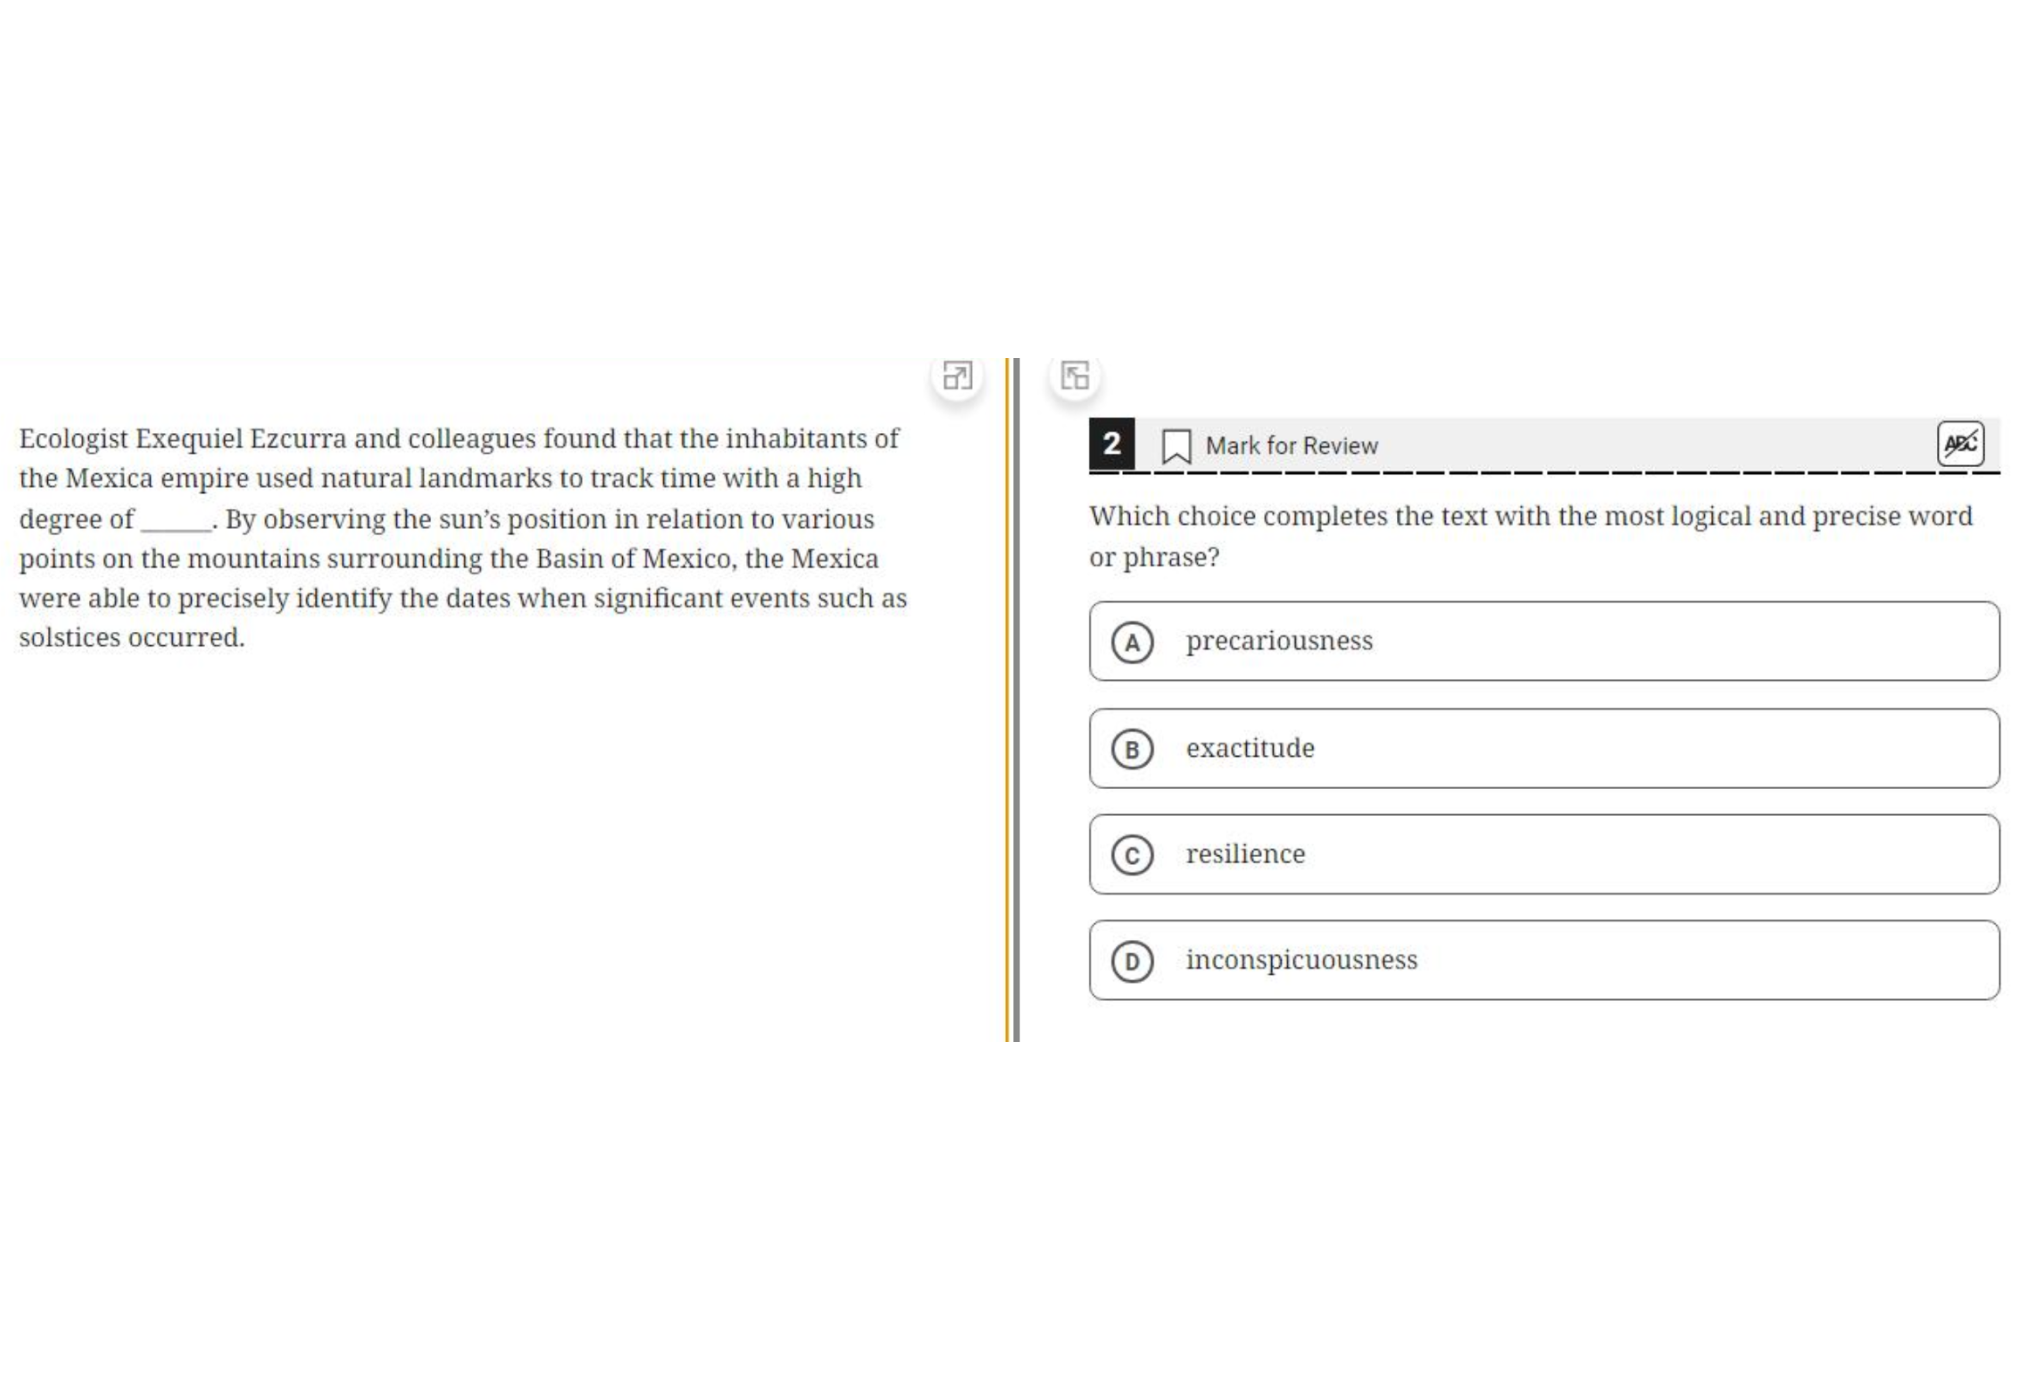 Ecologist Exequiel Ezcurra and colleagues found that the inhabitants of
the Mexica empire used natural landmarks to track time with a high
degree of ______. By observing the sun's position in relation to various
points on the mountains surrounding the Basin of Mexico, the Mexica
were able to precisely identify the dates when significant events such as
solstices occurred.
2 Mark for Review ABC
Which choice completes the text with the most logical and precise word
or phrase?
A precariousness
B exactitude
C resilience
D inconspicuousness